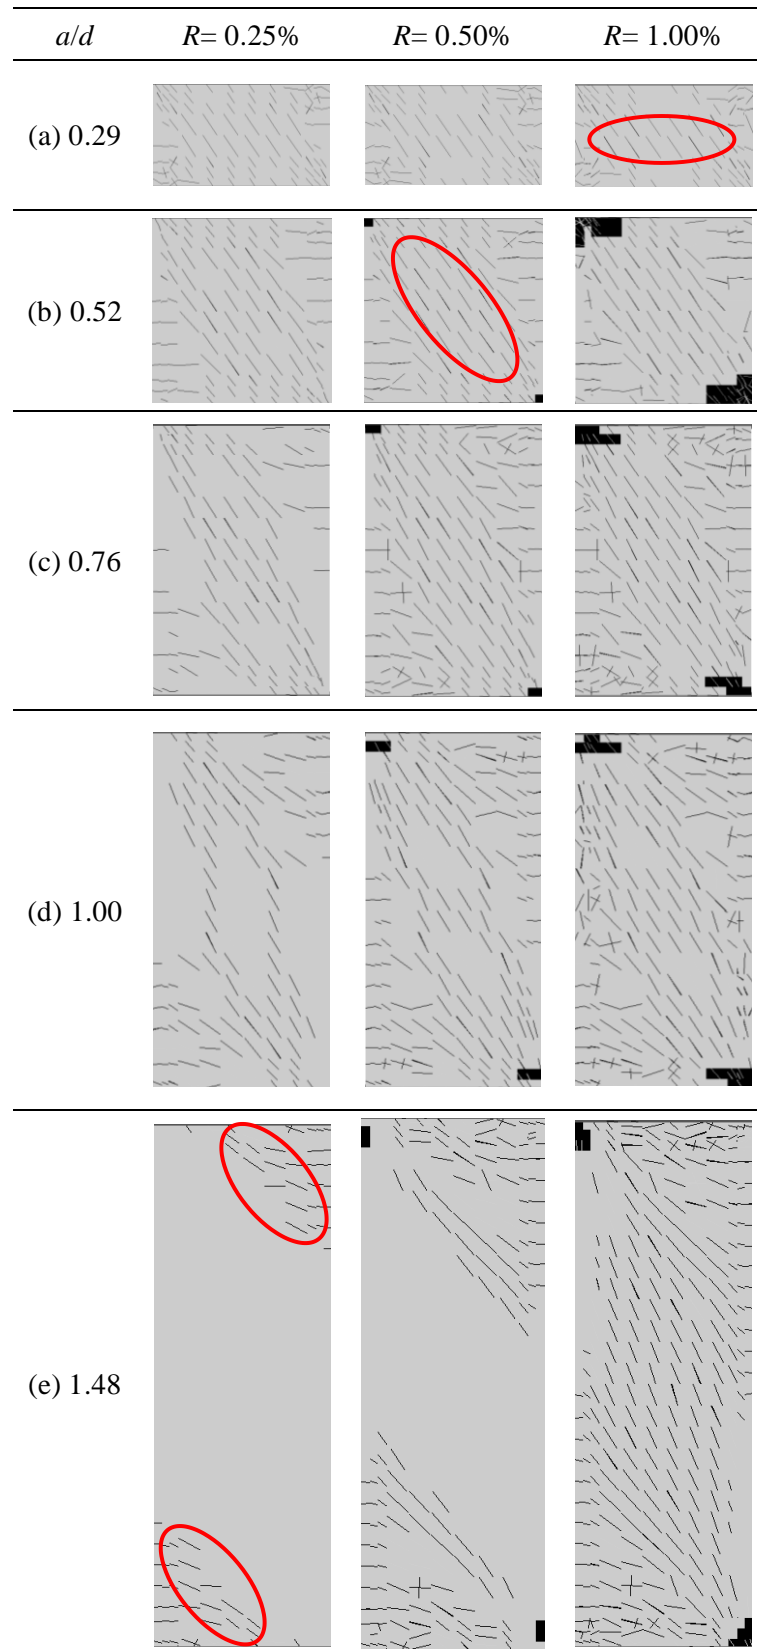 a/d R= 0.25% R= 0.50% R= 1.00%
(a) 0.29
(b) 0.52
(c) 0.76
(d) 1.00
(e) 1.48